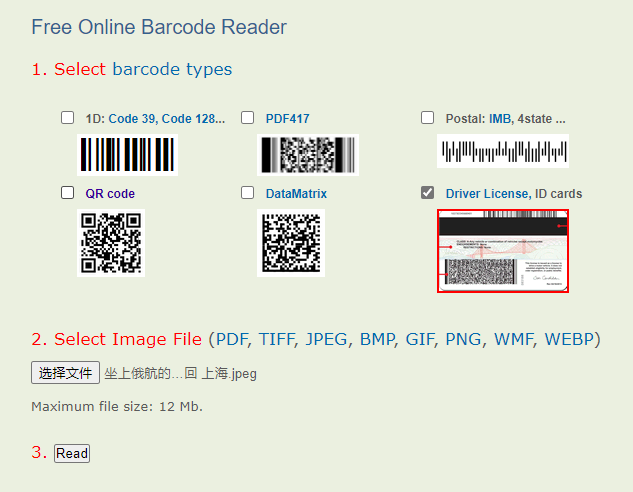 Free Online Barcode Reader
1. Select barcode types
1D: Code 39, Code 128...
PDF417
Postal: IMB, 4state ...
QR code
DataMatrix
Driver License, ID cards
2. Select Image File (PDF, TIFF, JPEG, BMP, GIF, PNG, WMF, WEBP)
选择文件 坐上俄航的...回 上海.jpeg
Maximum file size: 12 Mb.
3. Read